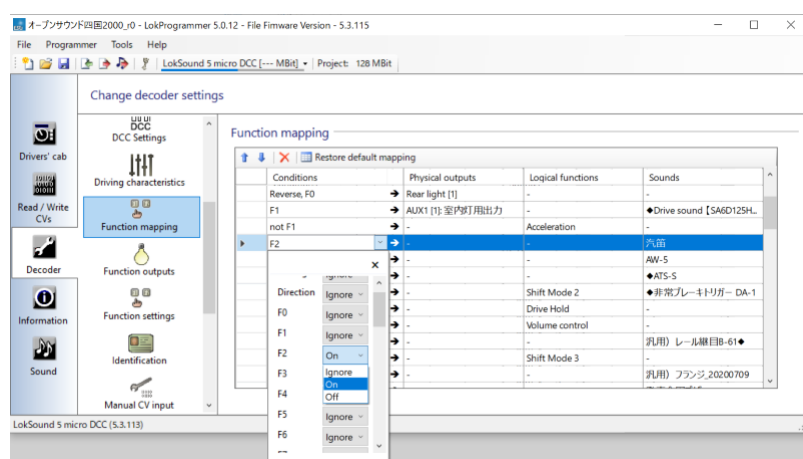 オープンサウンド四国2000_r0 - LokProgrammer 5.0.12 - File Fimware Version - 5.3.115
File Programmer Tools Help
LokSound 5 micro DCC [--- MBit] Project: 128 MBit
Change decoder settings
Drivers' cab
Read / Write CVs
Decoder
Information
Sound
DCC
DCC Settings
Driving characteristics
Function mapping
Function outputs
Function settings
Identification
Manual CV input
Function mapping
Restore default mapping
Conditions Physical outputs Logical functions Sounds
Reverse, F0 Rear light [1] - -
F1 AUX1 [1]: 室内灯用出力 - ◆Drive sound【SA6D125H...
not F1 - Acceleration -
F2 - - 汽笛
- - AW-5
- - ◆ATS-S
- Shift Mode 2 ◆非常ブレーキトリガー DA-1
- Drive Hold -
- Volume control -
- - 汎用）レール継目B-61◆
- Shift Mode 3 -
- - 汎用）フランジ_20200709
Direction Ignore
F0 Ignore
F1 Ignore
F2 On
F3 Ignore
On
F4 Off
F5 Ignore
F6 Ignore
LokSound 5 micro DCC (5.3.113)